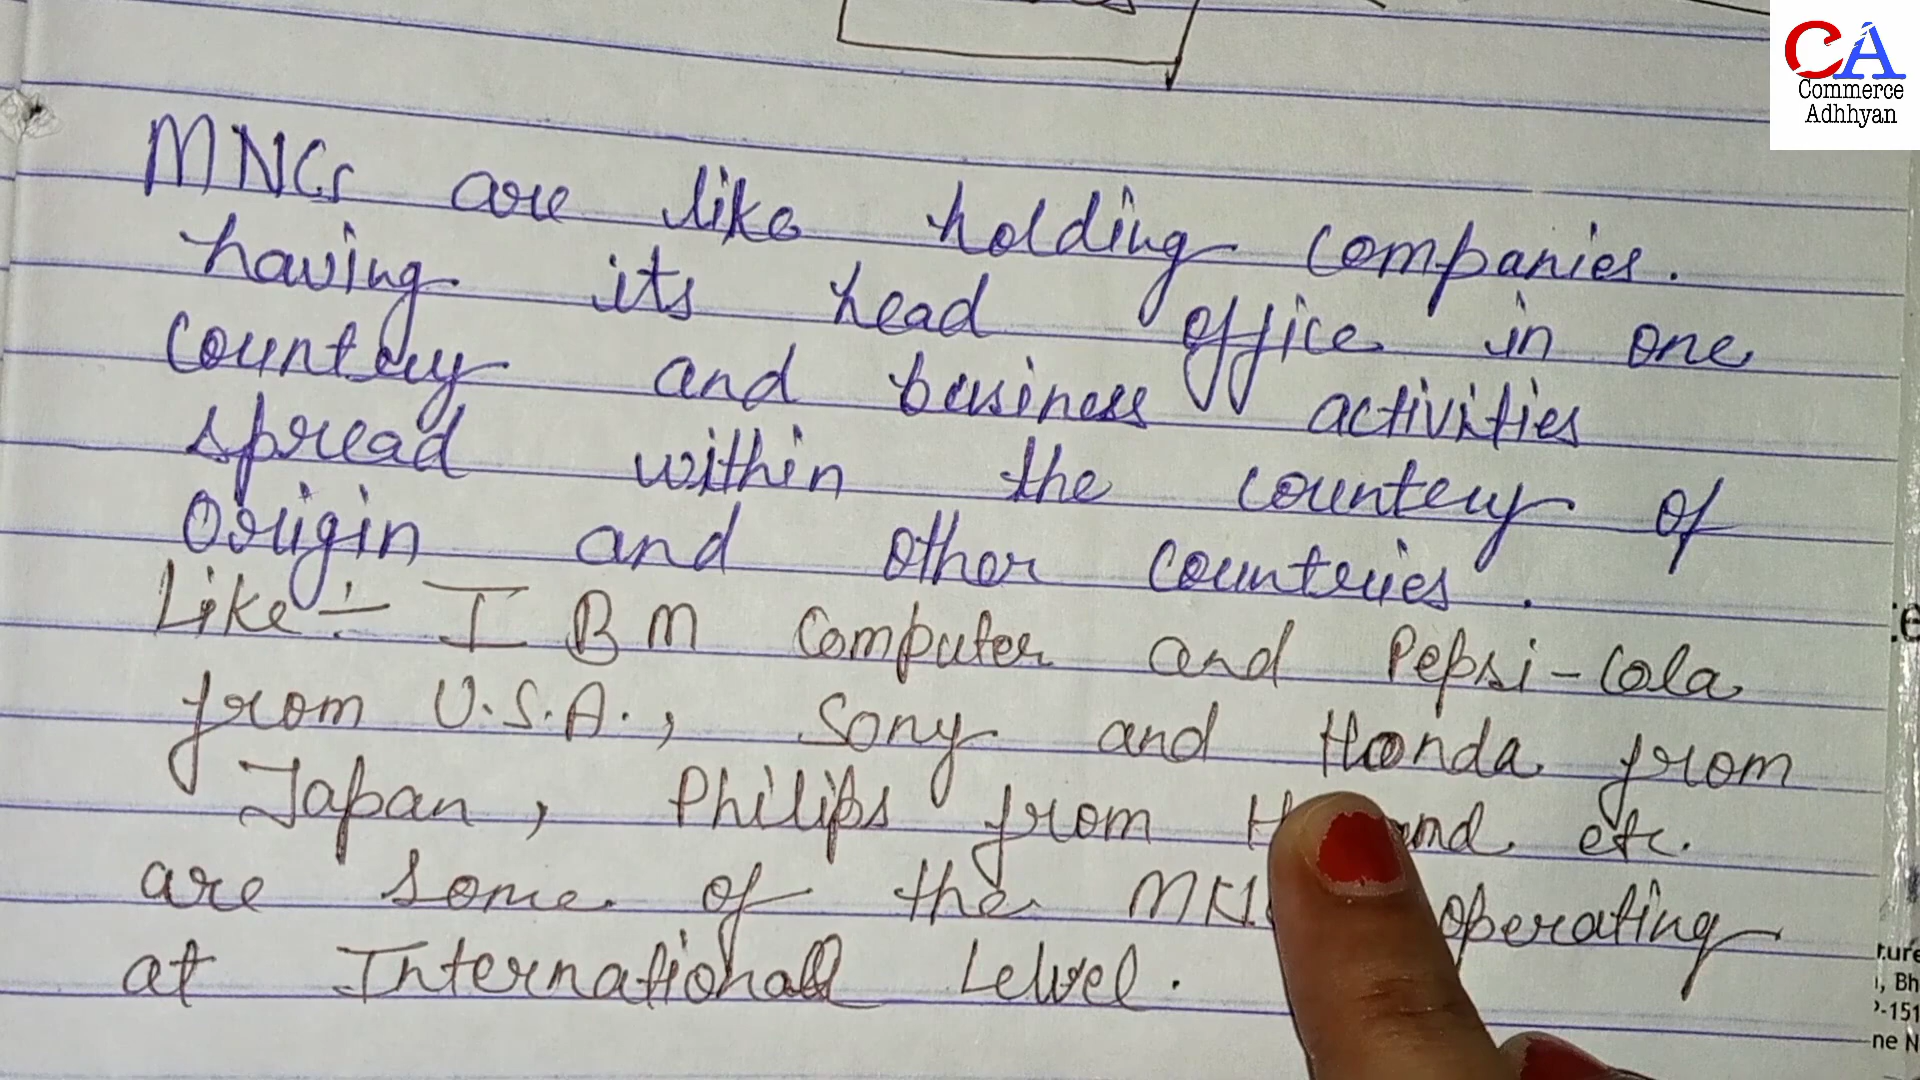 CA
Commerce
Adhhyan
MNCs are like holding companies.
having its head office in one
country and business activities
spread within the country of
origin and other countries.
Like :- IBM Computer and Pepsi-Cola
from U.S.A., Sony and Honda from
Japan, Philips from etc.
are some of the operating
at International Level.